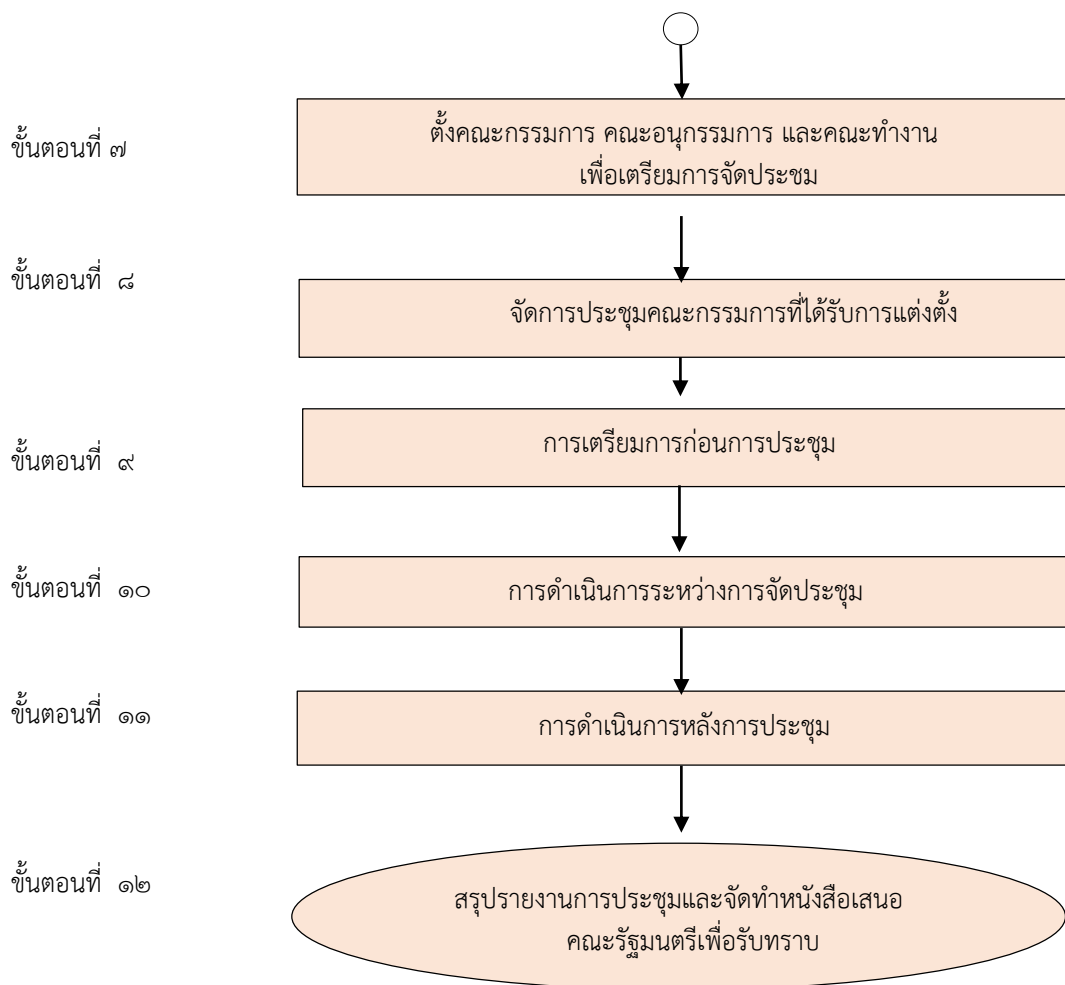 ขั้นตอนที่ ๗
ตั้งคณะกรรมการ คณะอนุกรรมการ และคณะทำงาน
เพื่อเตรียมการจัดประชม
ขั้นตอนที่ ๘
จัดการประชุมคณะกรรมการที่ได้รับการแต่งตั้ง
ขั้นตอนที่ ๙
การเตรียมการก่อนการประชุม
ขั้นตอนที่ ๑๐
การดำเนินการระหว่างการจัดประชุม
ขั้นตอนที่ ๑๑
การดำเนินการหลังการประชุม
ขั้นตอนที่ ๑๒
สรุปรายงานการประชุมและจัดทำหนังสือเสนอ
คณะรัฐมนตรีเพื่อรับทราบ